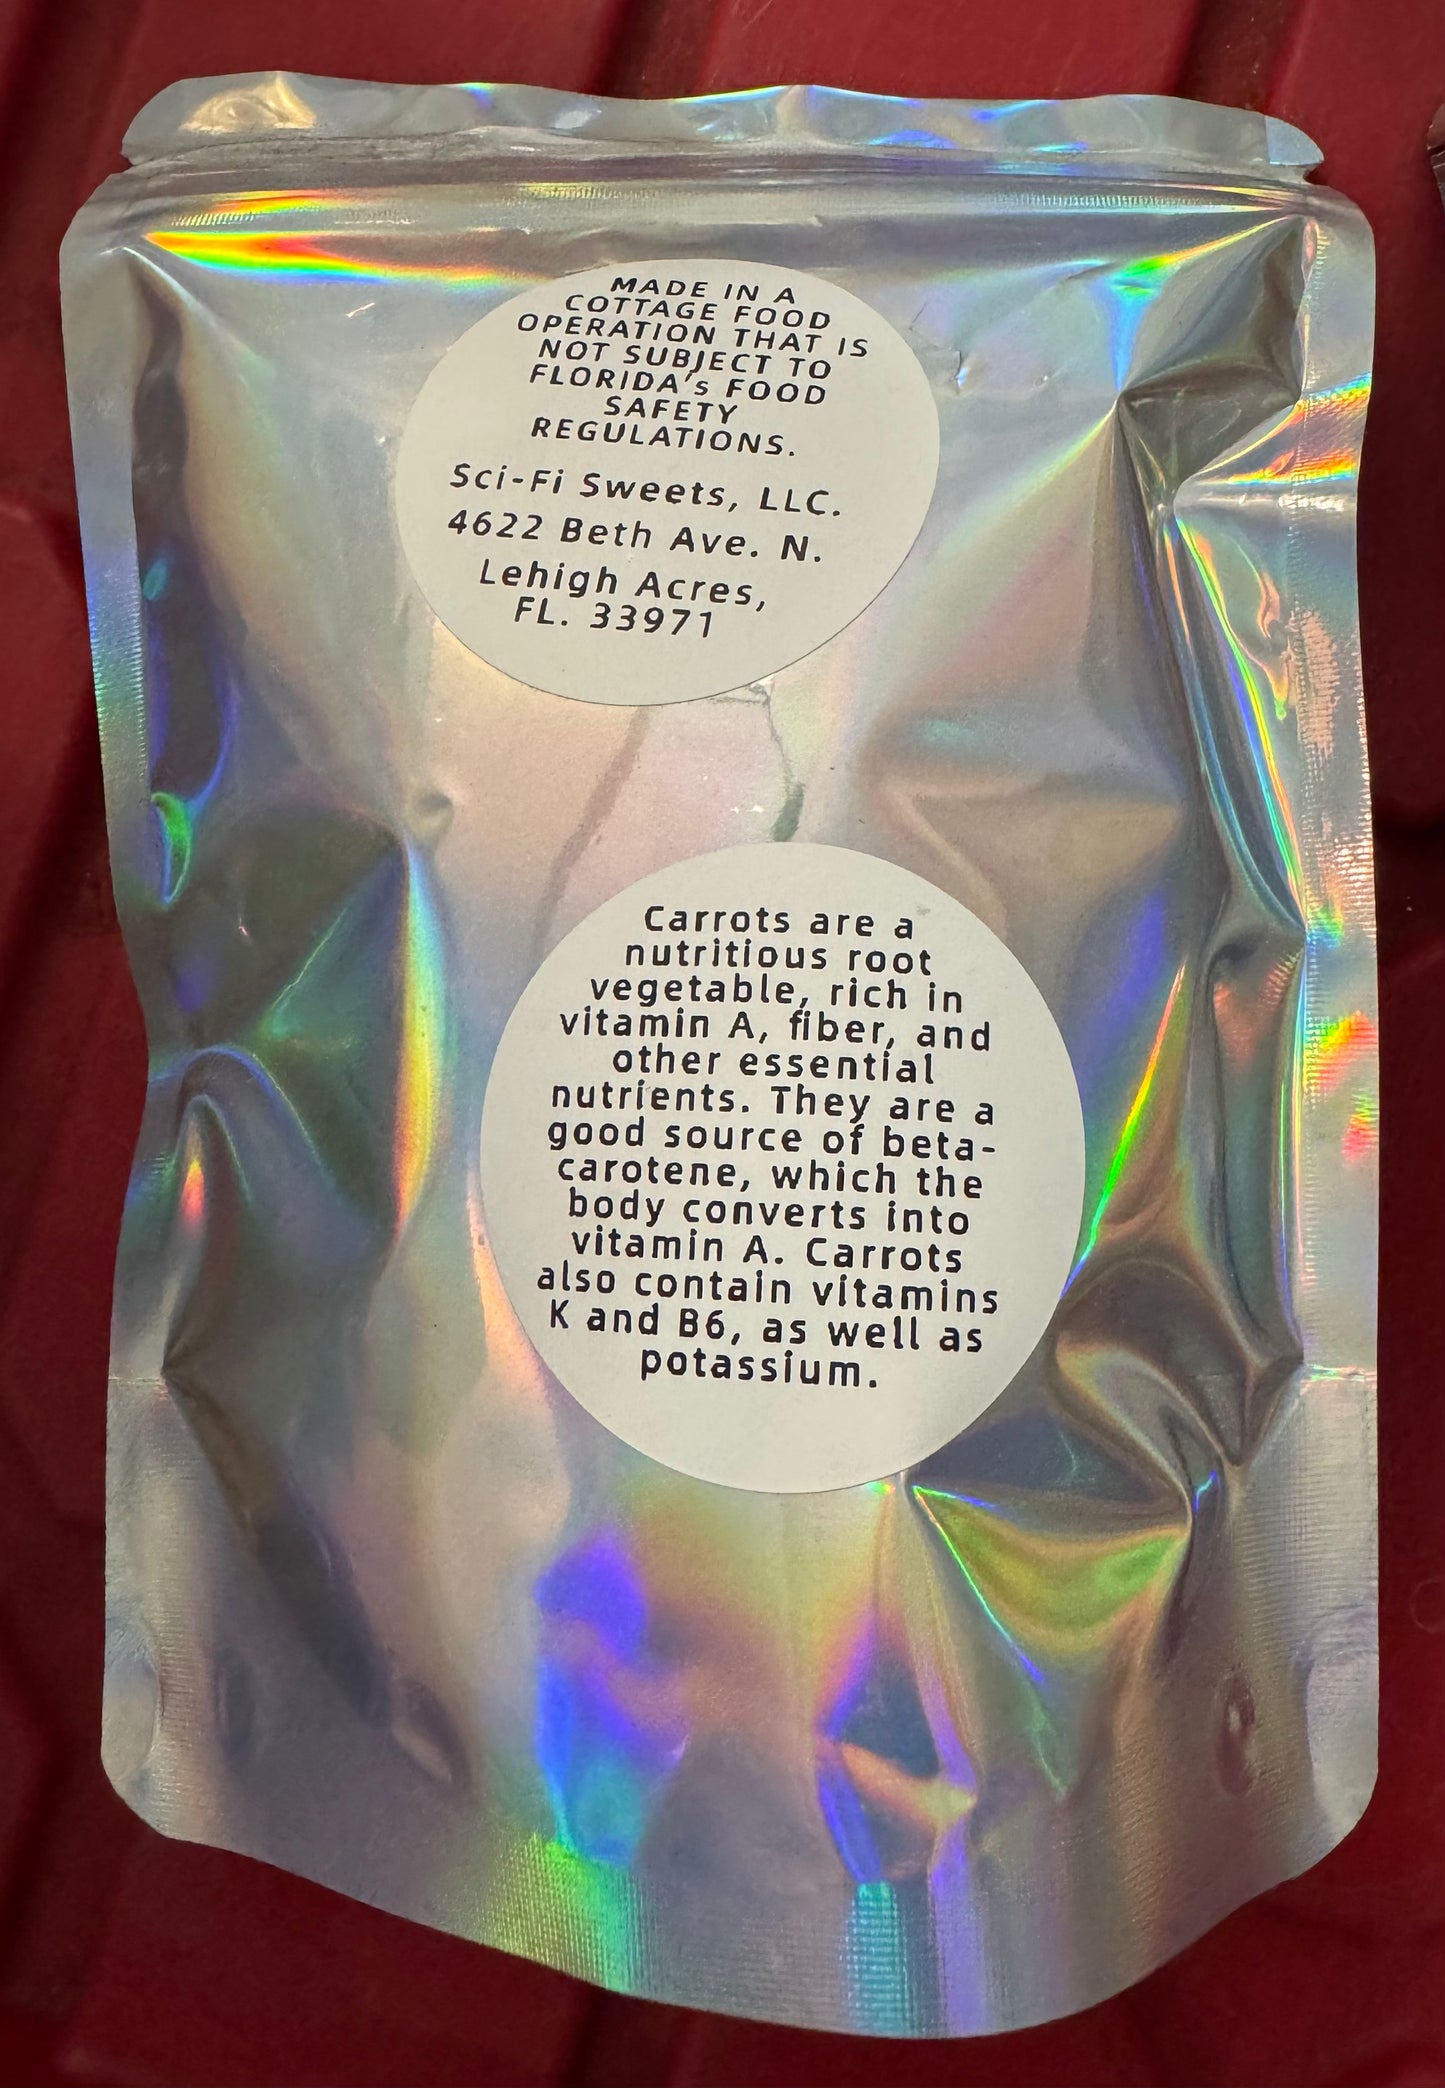 MADE IN A
COTTAGE FOOD
OPERATION THAT IS
NOT SUBJECT TO
FLORIDA's FOOD
SAFETY
REGULATIONS.
Sci-Fi Sweets, LLC.
4622 Beth Ave. N.
Lehigh Acres,
FL. 33971
Carrots are a
nutritious root
vegetable, rich in
vitamin A, fiber, and
other essential
nutrients. They are a
good source of beta-
carotene, which the
body converts into
vitamin A. Carrots
also contain vitamins
K and B6, as well as
potassium.